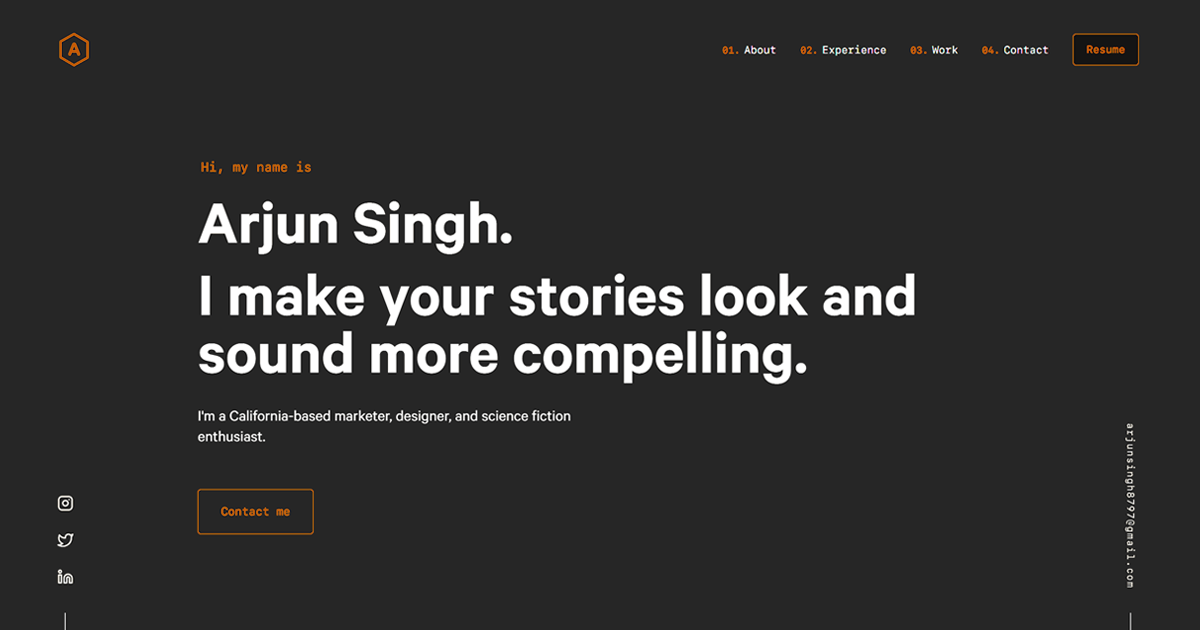 A
01. About 02. Experience 03. Work 04. Contact Resume
Hi, my name is
Arjun Singh.
I make your stories look and
sound more compelling.
I'm a California-based marketer, designer, and science fiction
enthusiast.
Contact me
arjunsingh8797@gmail.com